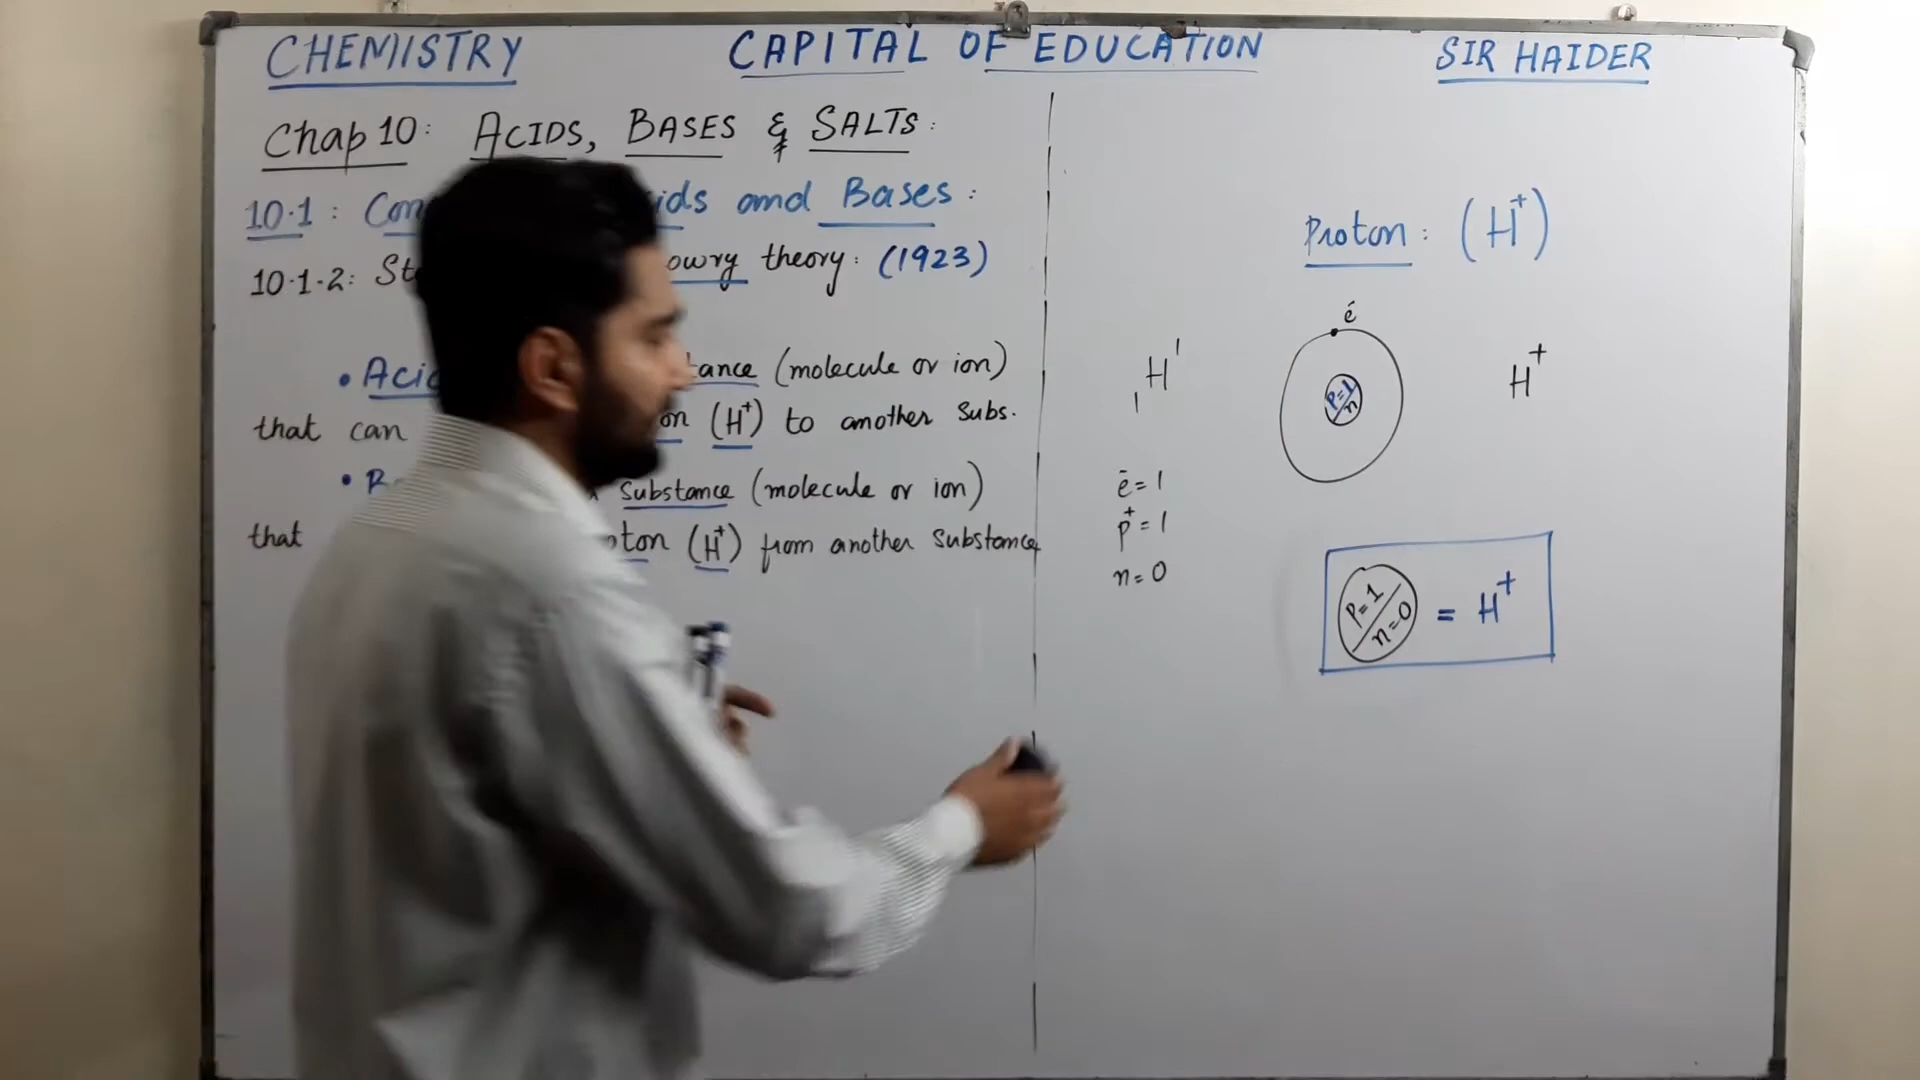 CHEMISTRY CAPITAL OF EDUCATION SIR HAIDER
Chap 10: ACIDS, BASES & SALTS:
10.1: Con ids and Bases:
10.1.2: St owry theory: (1923)
• Acid tance (molecule or ion)
that can on (H⁺) to another Subs.
• B Substance (molecule or ion)
that oton (H⁺) from another Substance
Proton: (H⁺)
é
H 1
1
P=1
n
H⁺
ē = 1
p⁺ = 1
n = 0
P=1
n=0
= H⁺